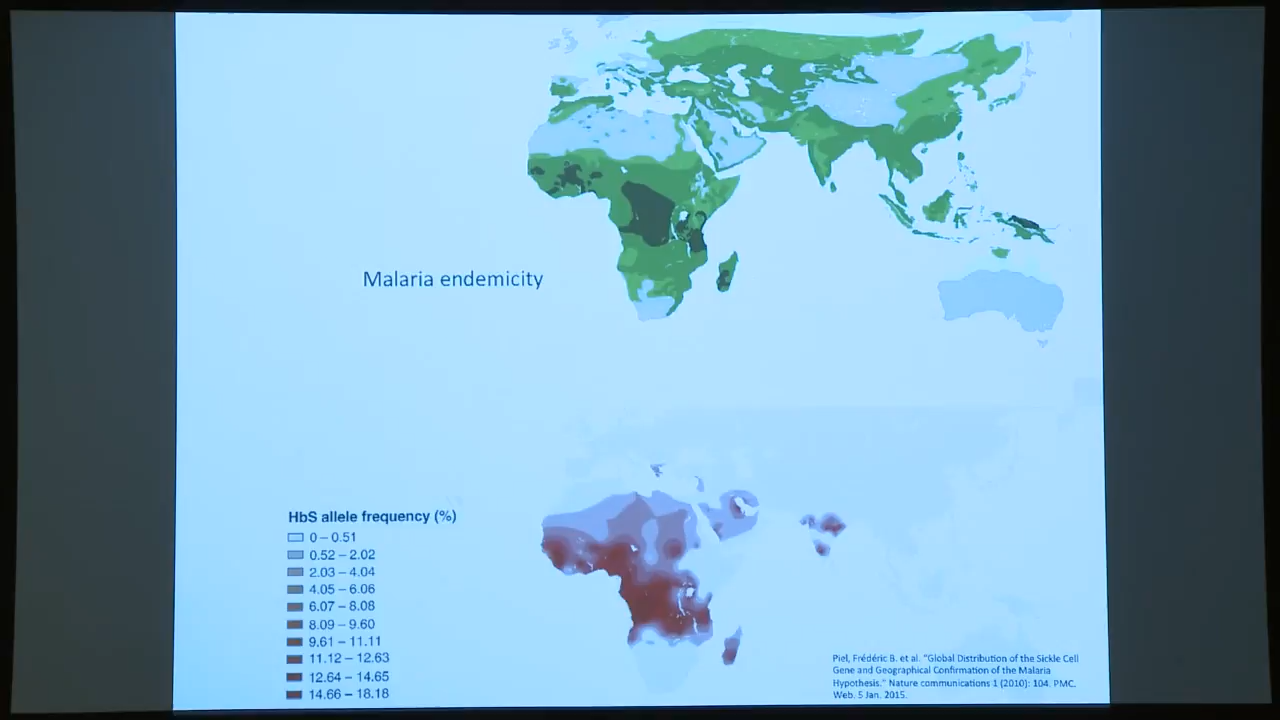 Malaria endemicity
HbS allele frequency (%)
0 – 0.51
0.52 – 2.02
2.03 – 4.04
4.05 – 6.06
6.07 – 8.08
8.09 – 9.60
9.61 – 11.11
11.12 – 12.63
12.64 – 14.65
14.66 – 18.18
Piel, Frédéric B. et al. "Global Distribution of the Sickle Cell
Gene and Geographical Confirmation of the Malaria
Hypothesis." Nature communications 1 (2010): 104. PMC.
Web. 5 Jan. 2015.